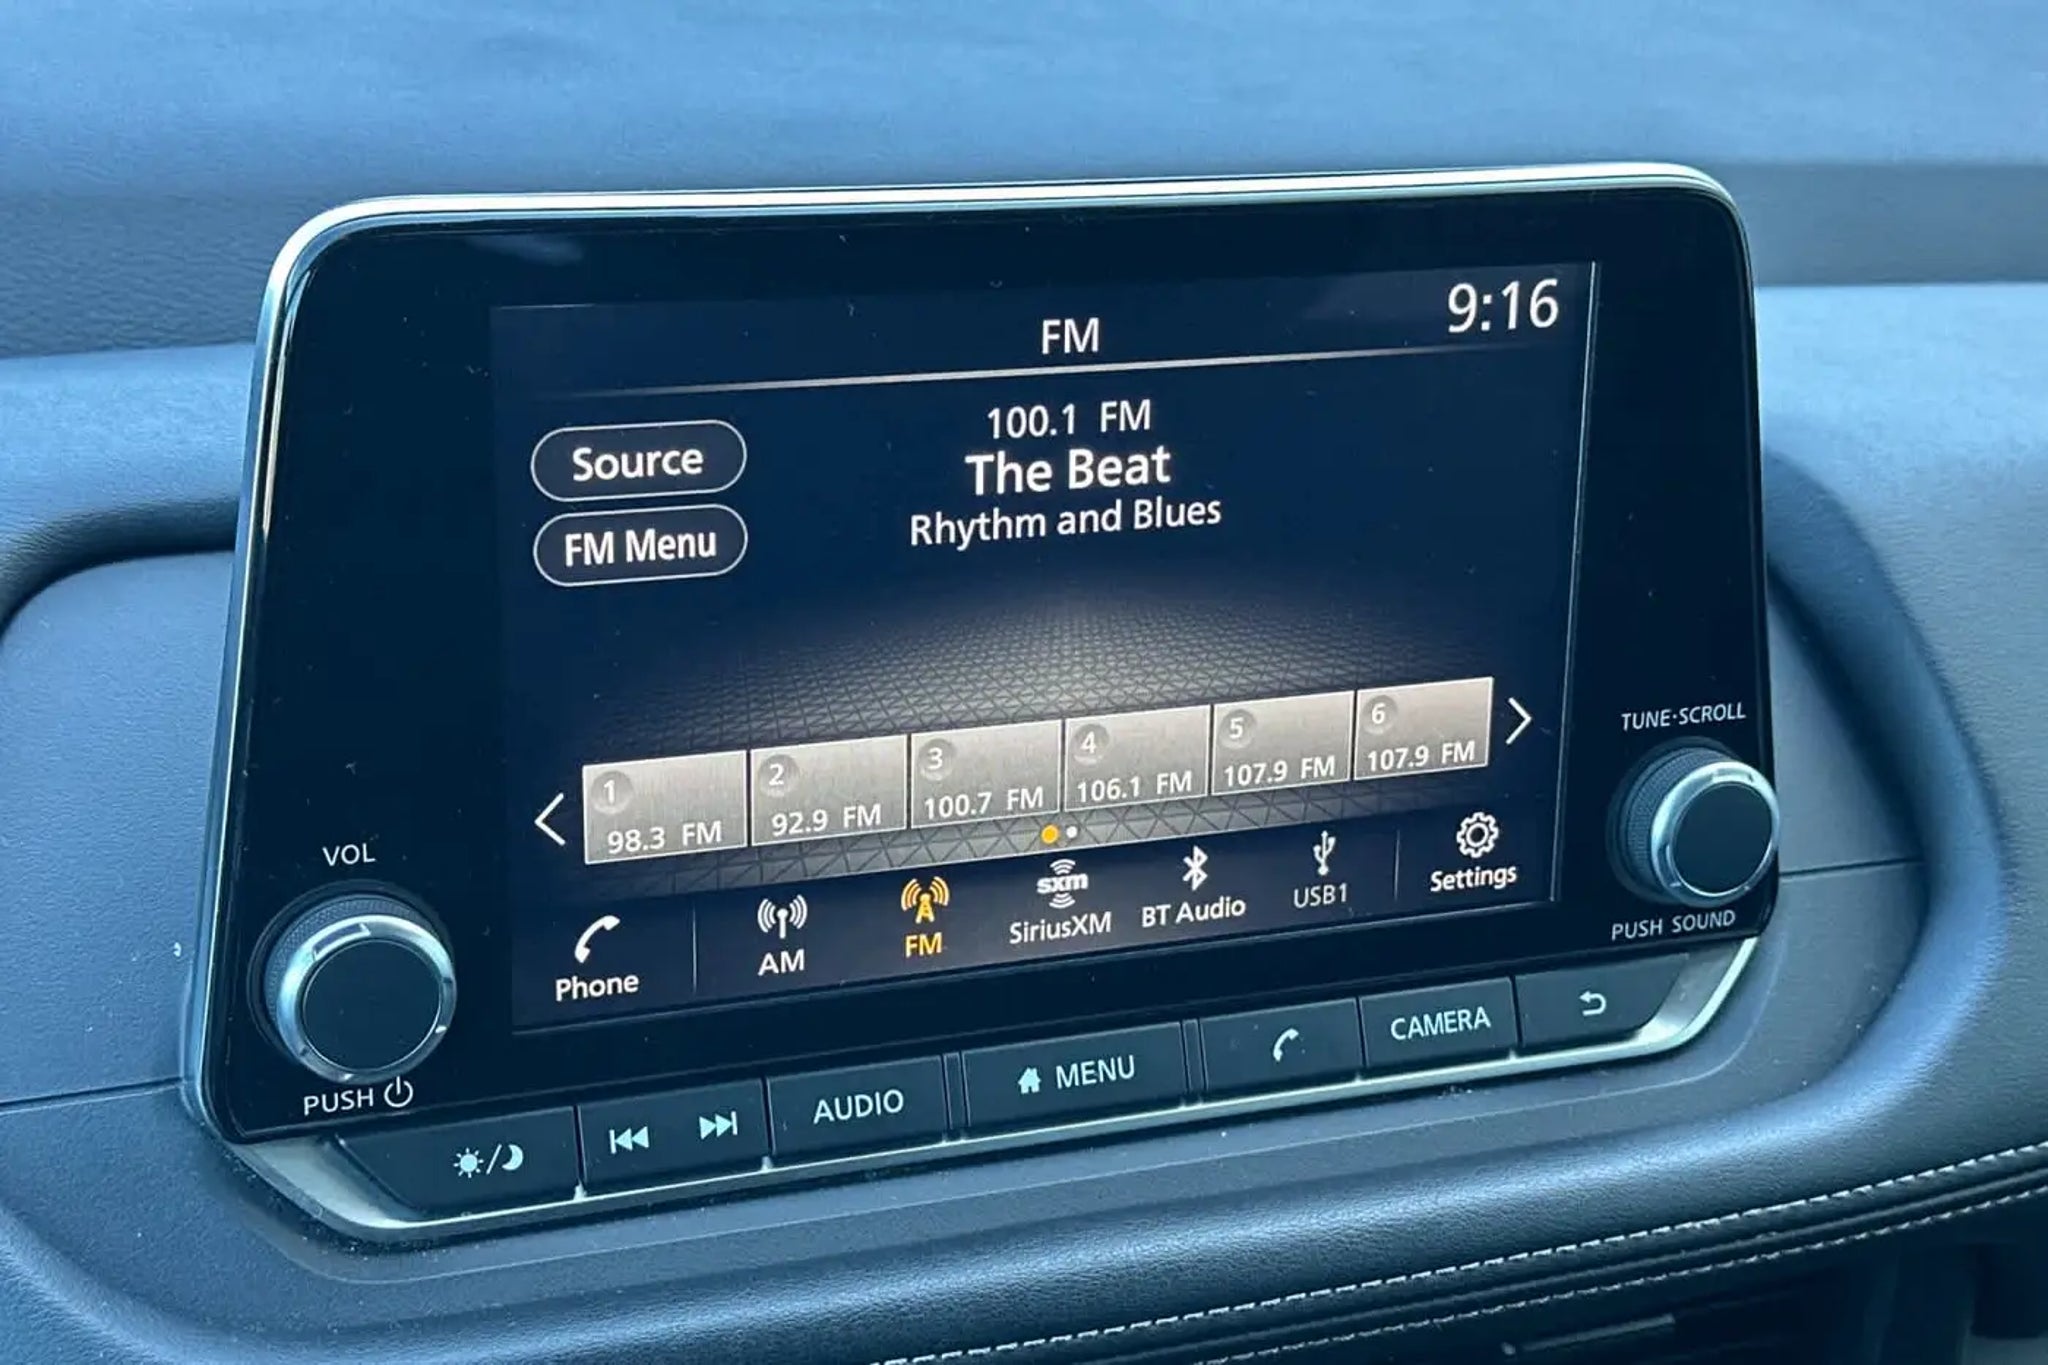 FM
9:16
100.1 FM
The Beat
Rhythm and Blues
Source
FM Menu
1
98.3 FM
2
92.9 FM
3
100.7 FM
4
106.1 FM
5
107.9 FM
6
107.9 FM
Phone
AM
FM
sxm
SiriusXM
BT Audio
USB1
Settings
VOL
PUSH
TUNE·SCROLL
PUSH SOUND
AUDIO
MENU
CAMERA